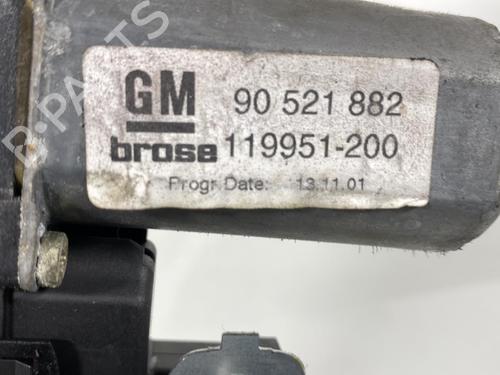 B-PARTS
GM 90 521 882
brose 119951-200
Progr. Date: 13.11.01